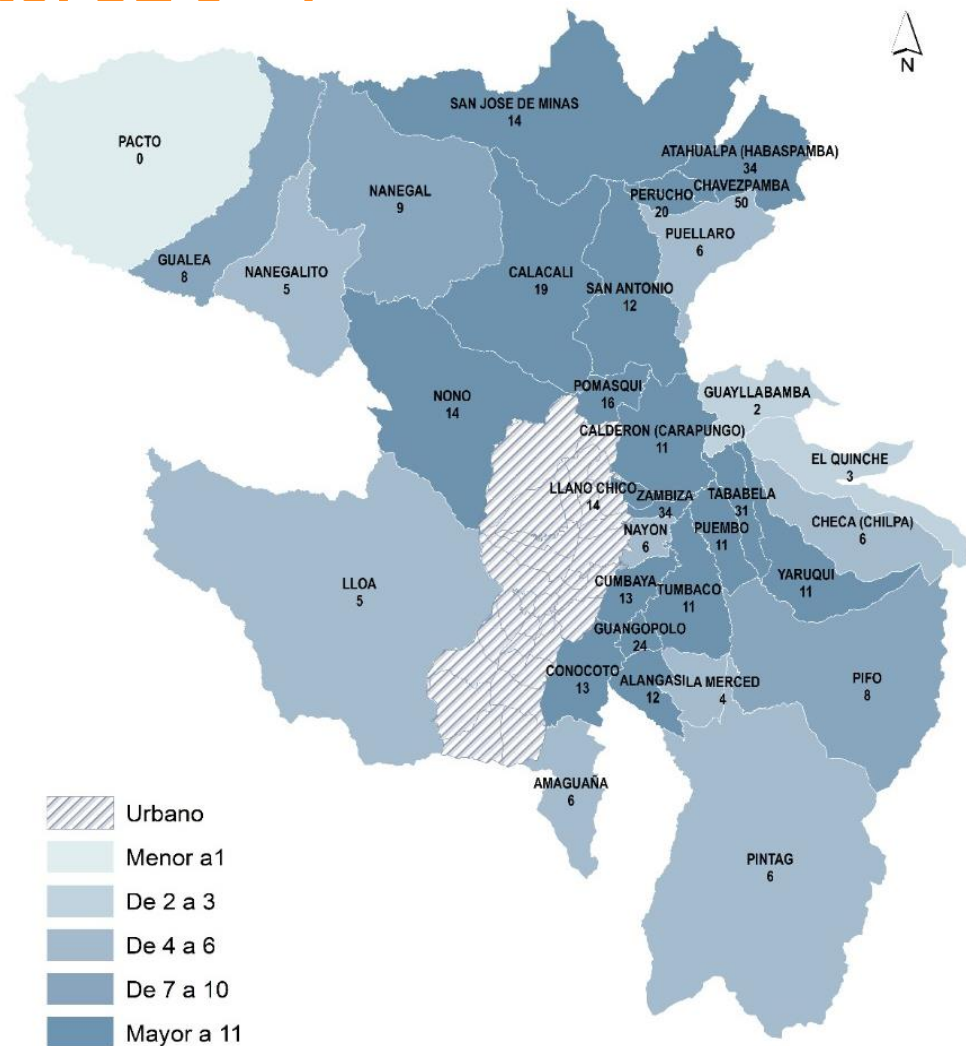 N
SAN JOSE DE MINAS
14
PACTO
0
ATAHUALPA (HABASPAMBA)
34
CHAVEZPAMBA
50
PERUCHO
20
NANEGAL
9
PUELLARO
6
GUALEA
8
NANEGALITO
5
CALACALI
19
SAN ANTONIO
12
POMASQUI
16
NONO
14
GUAYLLABAMBA
2
CALDERON (CARAPUNGO)
11
EL QUINCHE
3
LLANO CHICO
14
ZAMBIZA
34
TABABELA
31
CHECA (CHILPA)
6
NAYON
6
PUEMBO
11
YARUQUI
11
LLOA
5
CUMBAYA
13
TUMBACO
11
GUANGOPOLO
24
CONOCOTO
13
ALANGASI
12
LA MERCED
4
PIFO
8
AMAGUAÑA
6
PINTAG
6
Urbano
Menor a1
De 2 a 3
De 4 a 6
De 7 a 10
Mayor a 11